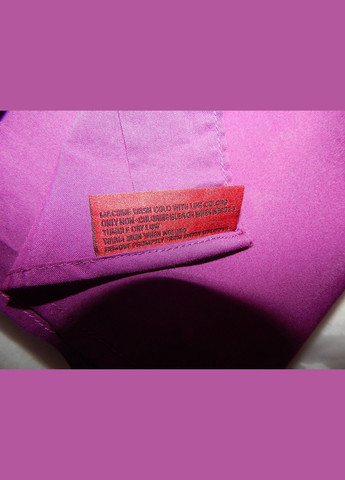 MACHINE WASH COLD WITH LIKE COLORS
ONLY NON-CHLORINE BLEACH WHEN NEEDED
TUMBLE DRY LOW
WARM IRON WHEN NEEDED